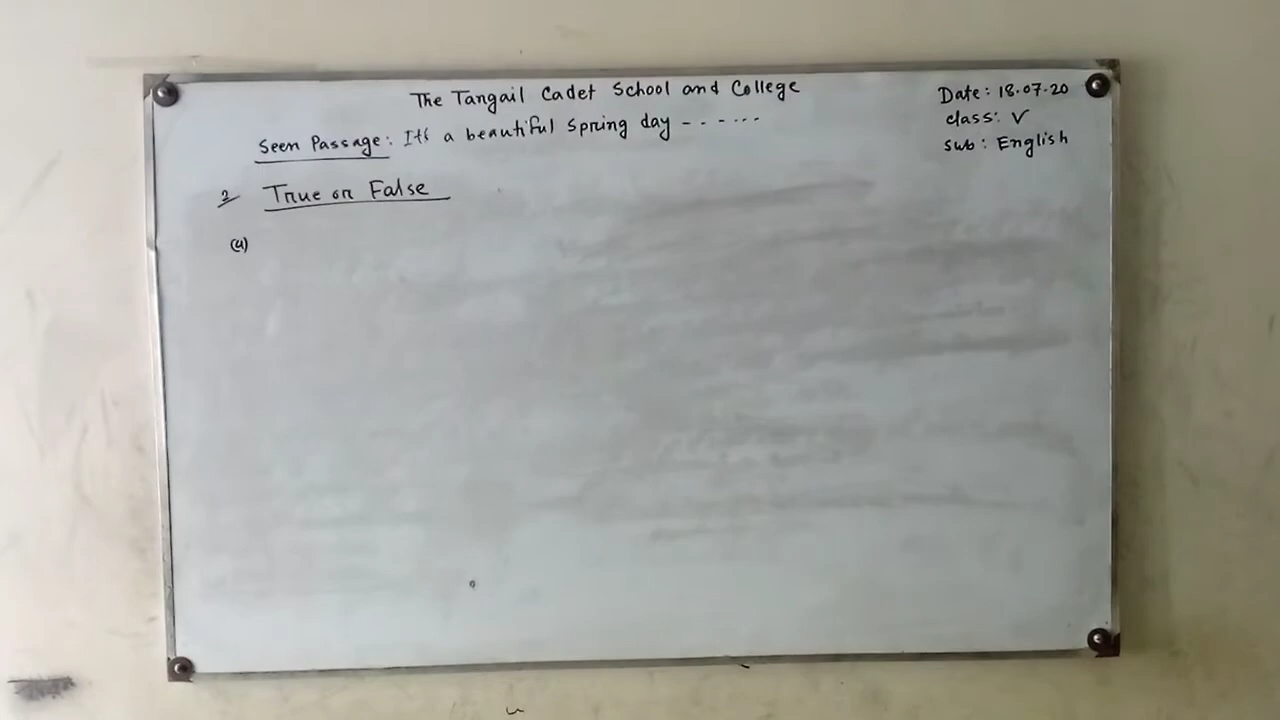 The Tangail Cadet School and College
Date: 18.07.20
Seen Passage: It's a beautiful spring day - - - - - -
class: V
Sub: English
2 True or False
(a)